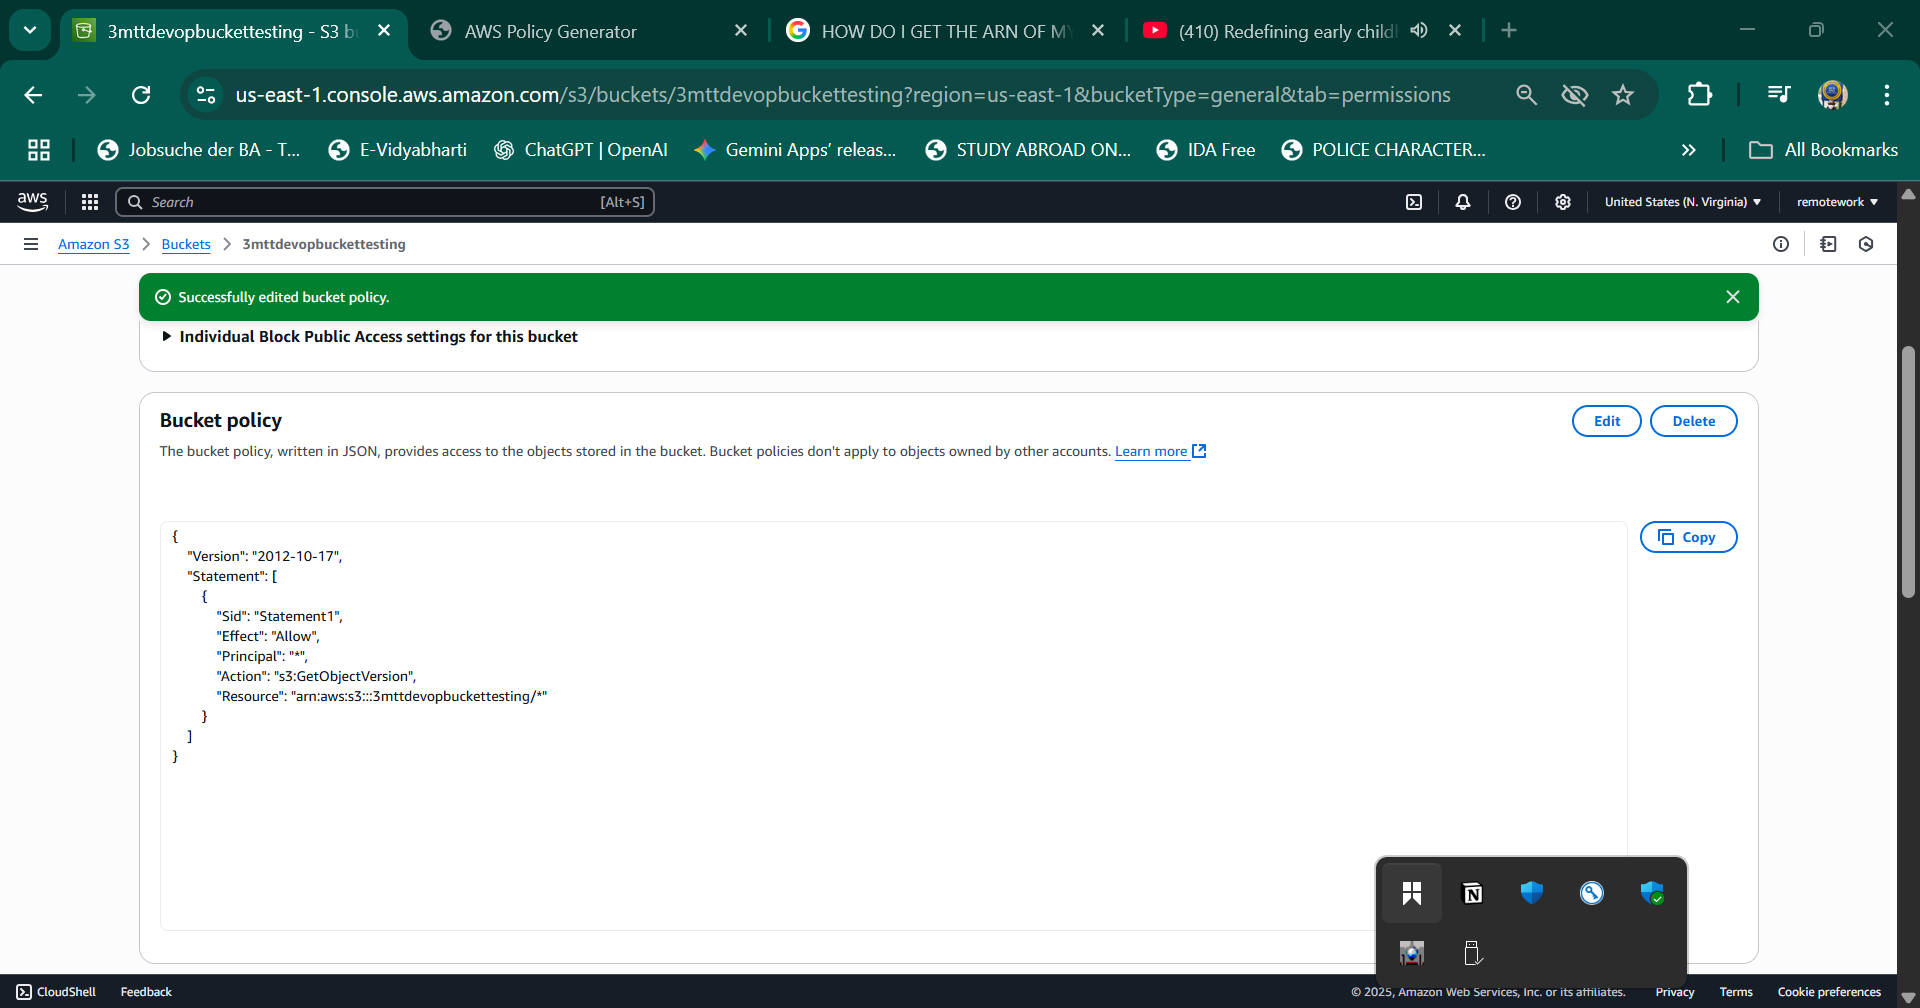 3mttdevopbuckettesting - S3 b
AWS Policy Generator
HOW DO I GET THE ARN OF M
(410) Redefining early child
us-east-1.console.aws.amazon.com/s3/buckets/3mttdevopbuckettesting?region=us-east-1&bucketType=general&tab=permissions
Jobsuche der BA - T...
E-Vidyabharti
ChatGPT | OpenAI
Gemini Apps’ releas...
STUDY ABROAD ON...
IDA Free
POLICE CHARACTER...
All Bookmarks
aws
Search
[Alt+S]
United States (N. Virginia)
remotework
Amazon S3
Buckets
3mttdevopbuckettesting
Successfully edited bucket policy.
Individual Block Public Access settings for this bucket
Bucket policy
Edit
Delete
The bucket policy, written in JSON, provides access to the objects stored in the bucket. Bucket policies don't apply to objects owned by other accounts. Learn more
Copy
{
"Version": "2012-10-17",
"Statement": [
{
"Sid": "Statement1",
"Effect": "Allow",
"Principal": "*",
"Action": "s3:GetObjectVersion",
"Resource": "arn:aws:s3:::3mttdevopbuckettesting/*"
}
]
}
CloudShell
Feedback
© 2025, Amazon Web Services, Inc. or its affiliates.
Privacy
Terms
Cookie preferences